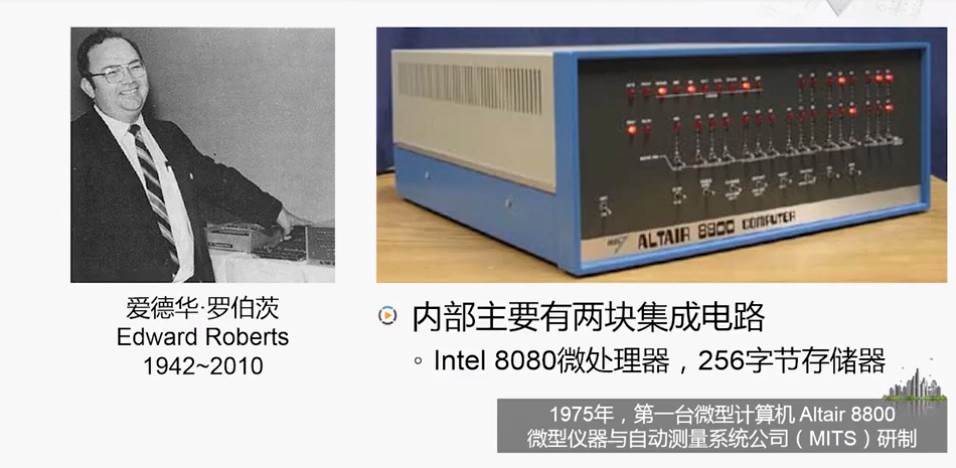 ALTAIR 8800 COMPUTER
爱德华·罗伯茨
Edward Roberts
1942~2010
内部主要有两块集成电路
Intel 8080微处理器，256字节存储器
1975年，第一台微型计算机 Altair 8800
微型仪器与自动测量系统公司（MITS）研制